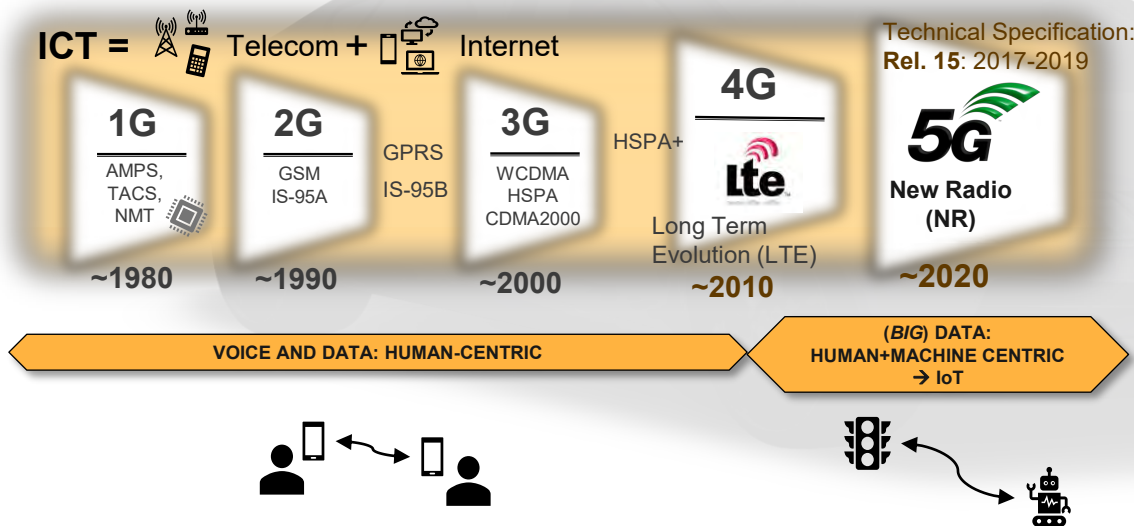 ICT = Telecom + Internet
Technical Specification:
Rel. 15: 2017-2019
1G
AMPS,
TACS,
NMT
~1980
2G
GSM
IS-95A
~1990
GPRS
IS-95B
3G
WCDMA
HSPA
CDMA2000
~2000
HSPA+
4G
Lte
Long Term
Evolution (LTE)
~2010
5G
New Radio
(NR)
~2020
VOICE AND DATA: HUMAN-CENTRIC
(BIG) DATA:
HUMAN+MACHINE CENTRIC
→ IoT